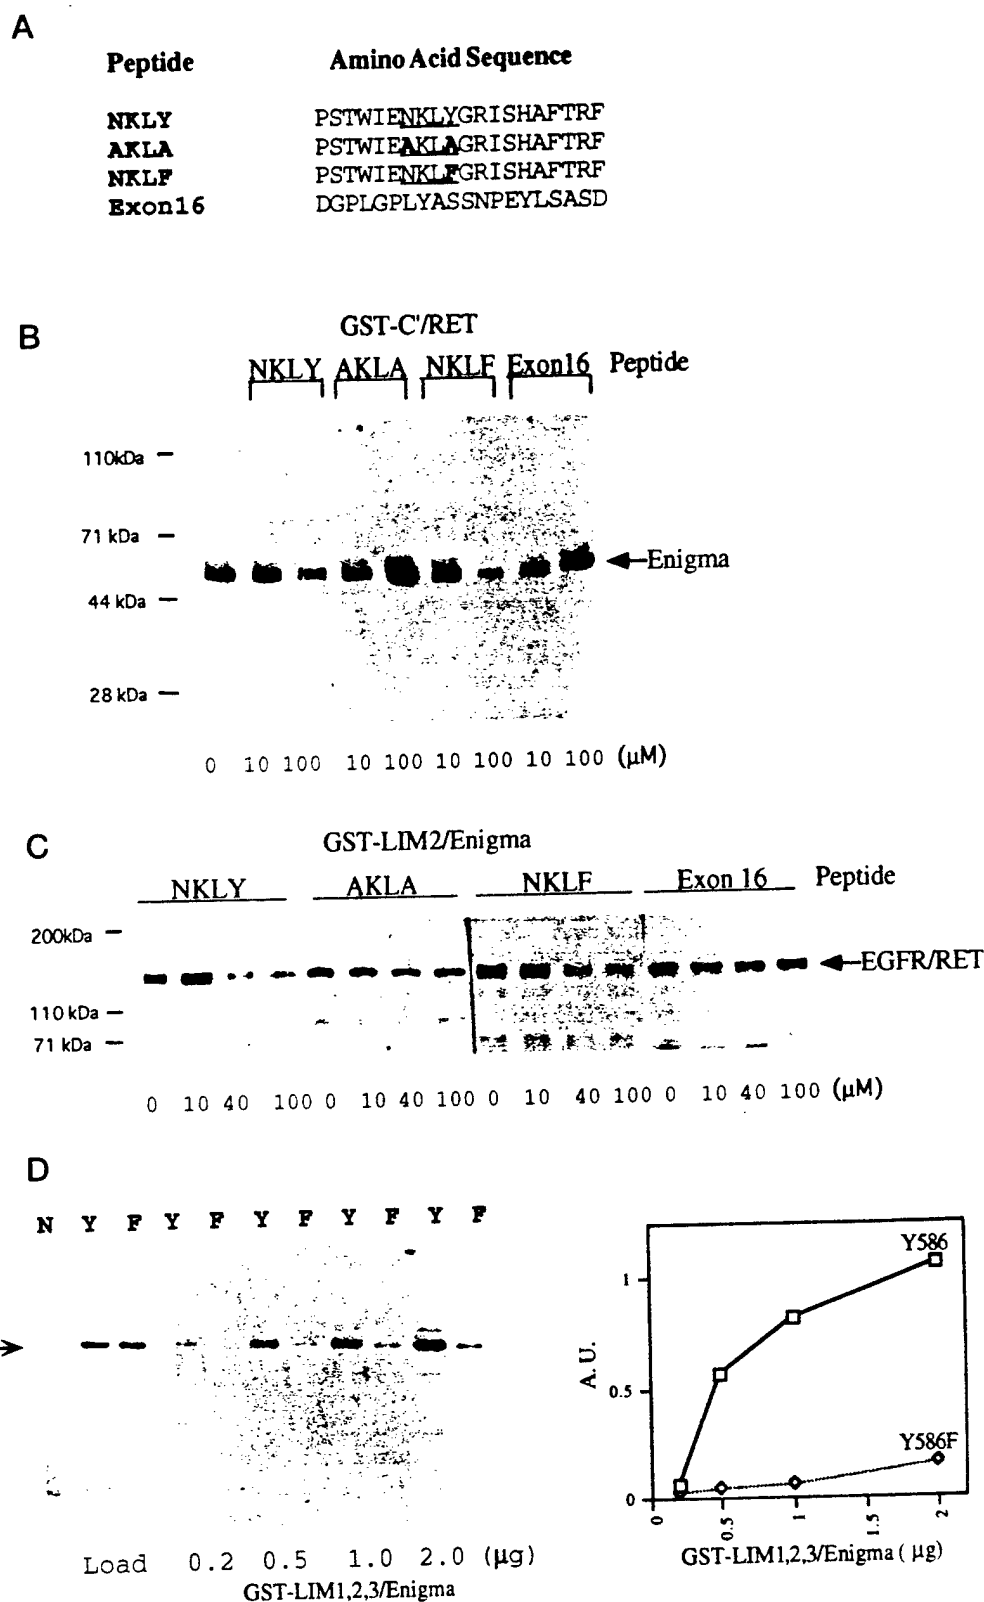 A
Peptide Amino Acid Sequence
NKLY PSTWIENKLYGRISHAFTRF
AKLA PSTWIEAKLAGRISHAFTRF
NKLF PSTWIENKLFGRISHAFTRF
Exon16 DGPLGPLYASSNPEYLSASD
B
GST-C'/RET
NKLY AKLA NKLF Exon16 Peptide
110kDa
71 kDa
Enigma
44 kDa
28 kDa
0 10 100 10 100 10 100 10 100 (μM)
C
GST-LIM2/Enigma
NKLY AKLA NKLF Exon 16 Peptide
200kDa
EGFR/RET
110 kDa
71 kDa
0 10 40 100 0 10 40 100 0 10 40 100 0 10 40 100 (μM)
D
N Y F Y F Y F Y F Y F
Load 0.2 0.5 1.0 2.0 (μg)
GST-LIM1,2,3/Enigma
Y586
1
A.U.
0.5
Y586F
0
0 0.5 1 1.5 2
GST-LIM1,2,3/Enigma ( μg)